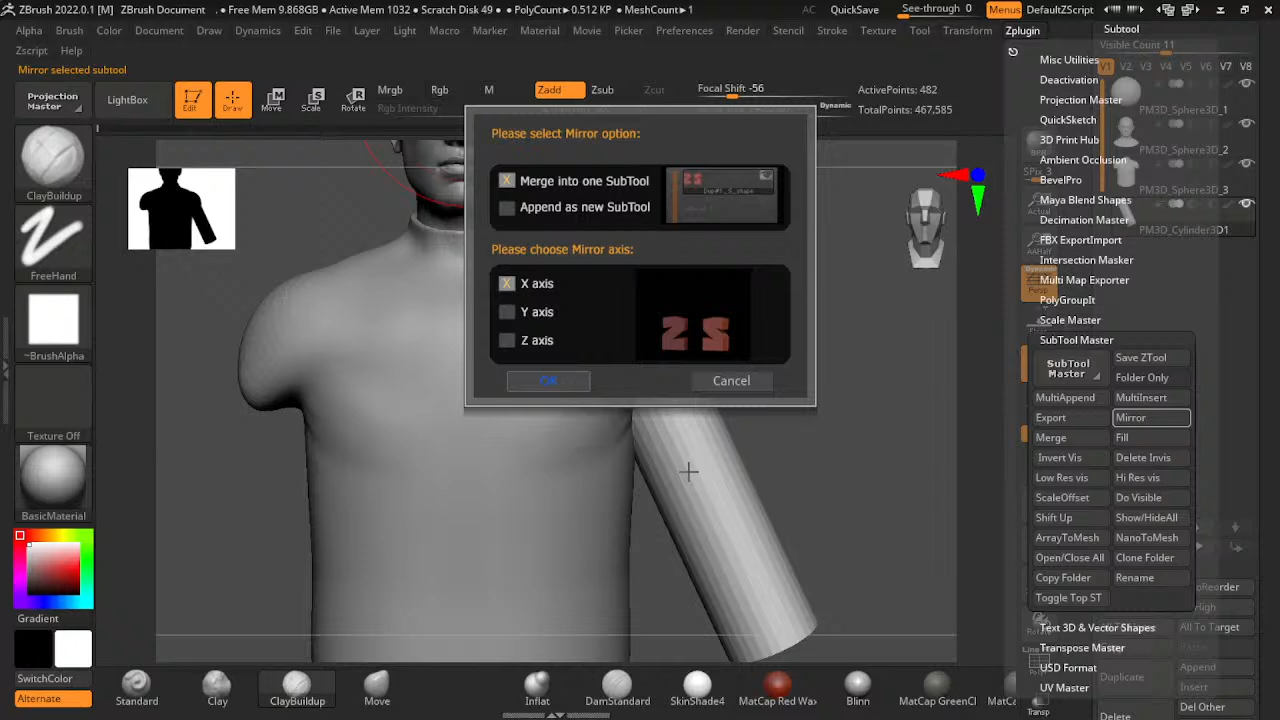 ZBrush 2022.0.1] ZBrush Document , ● Free Mem 9.868GB ● Active Mem 1032 ● Scratch Disk 49 ● ▸ PolyCount▸0.512 KP ● MeshCount▸1 AC QuickSave See-through 0 Menus DefaultZScript
Alpha Brush Color Document Draw Dynamics Edit File Layer Light Macro Marker Material Movie Picker Preferences Render Stencil Stroke Texture Tool Transform Zplugin
Zscript Help
Mirror selected subtool
Projection Master LightBox Edit Draw Move Scale Rotate
Mrgb Rgb M Zadd Zsub Zcut
Rgb Intensity
Focal Shift -56
Dynamic
ActivePoints: 482
TotalPoints: 467,585
ClayBuildup
FreeHand
~BrushAlpha
Texture Off
BasicMaterial
Gradient
SwitchColor
Alternate
Please select Mirror option:
Merge into one SubTool
Append as new SubTool
Please choose Mirror axis:
X axis
Y axis
Z axis
OK Cancel
Misc Utilities
Deactivation
Projection Master
QuickSketch
3D Print Hub
Ambient Occlusion
BevelPro
Maya Blend Shapes
Decimation Master
FBX ExportImport
Intersection Masker
Multi Map Exporter
PolyGroupIt
Scale Master
SubTool Master
SubTool Master Save ZTool
Folder Only
MultiAppend MultiInsert
Export Mirror
Merge Fill
Invert Vis Delete Invis
Low Res vis Hi Res vis
ScaleOffset Do Visible
Shift Up Show/HideAll
ArrayToMesh NanoToMesh
Open/Close All Clone Folder
Copy Folder Rename
Toggle Top ST
Text 3D & Vector Shapes
Transpose Master
USD Format
UV Master
Subtool
Visible Count 11
V1 V2 V3 V4 V5 V6 V7 V8
PM3D_Sphere3D_1
PM3D_Sphere3D_2
PM3D_Sphere3D_3
PM3D_Cylinder3D1
SPix 3
Actual
AAHalf
Dynamic
Persp
Transp
All To Target
Append
Duplicate Insert
Delete Del Other
Standard Clay ClayBuildup Move Inflat DamStandard SkinShade4 MatCap Red Wax Blinn MatCap GreenCl MatCa